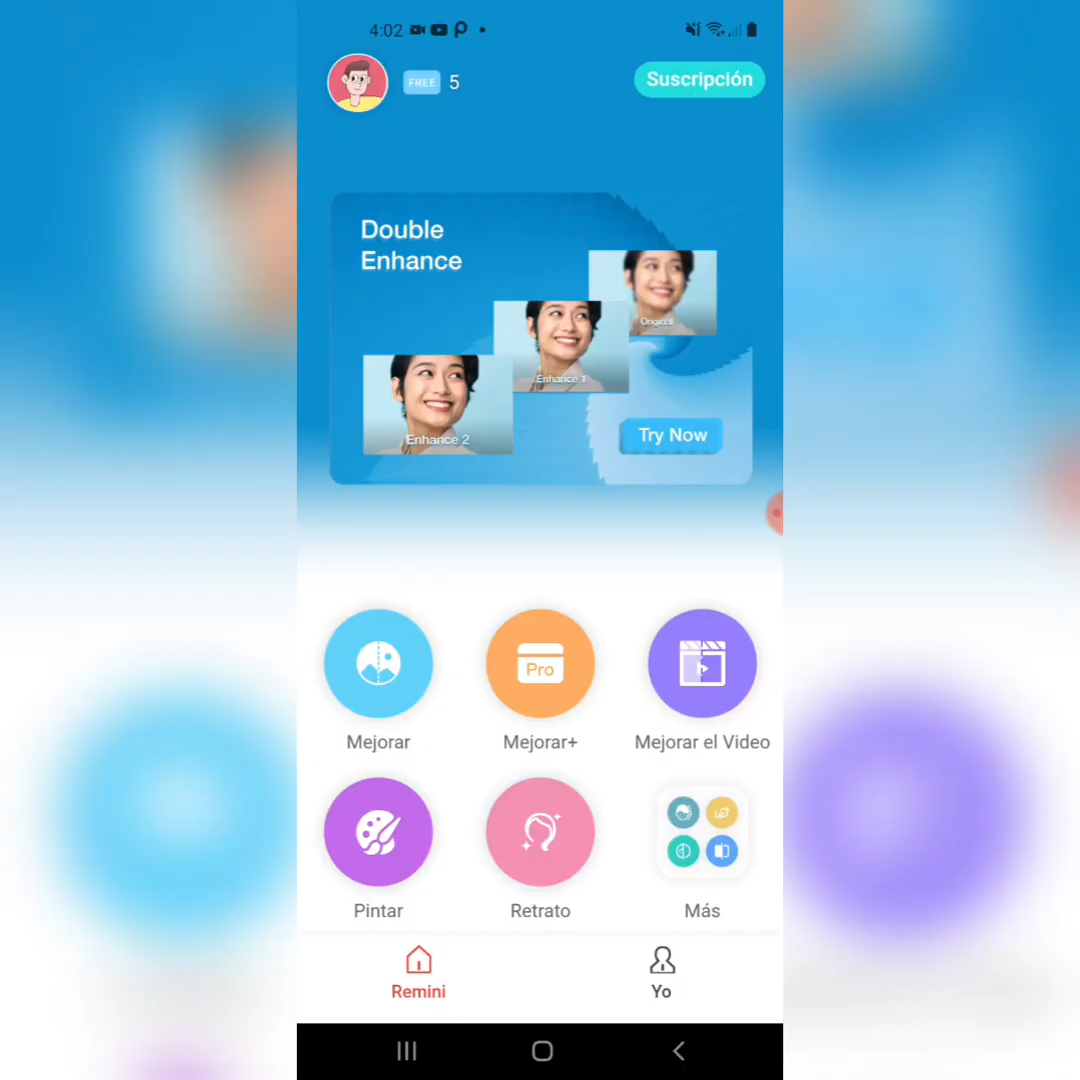 4:02
FREE 5
Suscripción
Double
Enhance
Original
Enhance 1
Enhance 2
Try Now
Pro
Mejorar
Mejorar+
Mejorar el Video
Pintar
Retrato
Más
Remini
Yo